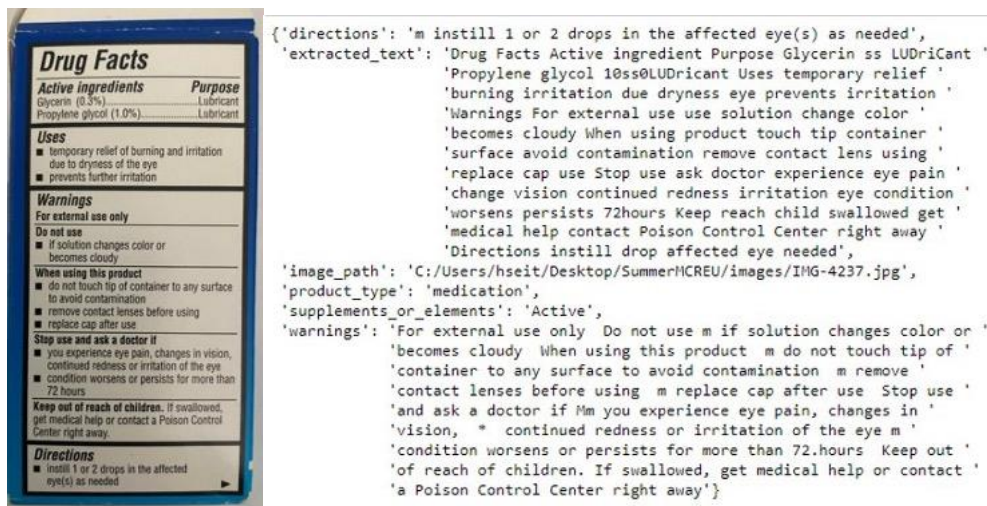 Drug Facts
Active ingredients Purpose
Glycerin (0.3%)..............................Lubricant
Propylene glycol (1.0%)....................Lubricant
Uses
■ temporary relief of burning and irritation
due to dryness of the eye
■ prevents further irritation
Warnings
For external use only
Do not use
■ if solution changes color or
becomes cloudy
When using this product
■ do not touch tip of container to any surface
to avoid contamination
■ remove contact lenses before using
■ replace cap after use
Stop use and ask a doctor if
■ you experience eye pain, changes in vision,
continued redness or irritation of the eye
■ condition worsens or persists for more than
72 hours
Keep out of reach of children. If swallowed,
get medical help or contact a Poison Control
Center right away.
Directions
■ instill 1 or 2 drops in the affected
eye(s) as needed
{'directions': 'm instill 1 or 2 drops in the affected eye(s) as needed',
'extracted_text': 'Drug Facts Active ingredient Purpose Glycerin ss LUDriCant '
'Propylene glycol 10ss0LUDricant Uses temporary relief '
'burning irritation due dryness eye prevents irritation '
'Warnings For external use use solution change color '
'becomes cloudy When using product touch tip container '
'surface avoid contamination remove contact lens using '
'replace cap use Stop use ask doctor experience eye pain '
'change vision continued redness irritation eye condition '
'worsens persists 72hours Keep reach child swallowed get '
'medical help contact Poison Control Center right away '
'Directions instill drop affected eye needed',
'image_path': 'C:/Users/hseit/Desktop/SummerMCREU/images/IMG-4237.jpg',
'product_type': 'medication',
'supplements_or_elements': 'Active',
'warnings': 'For external use only  Do not use m if solution changes color or '
'becomes cloudy  When using this product  m do not touch tip of '
'container to any surface to avoid contamination  m remove '
'contact lenses before using  m replace cap after use  Stop use '
'and ask a doctor if Mm you experience eye pain, changes in '
'vision, *  continued redness or irritation of the eye m '
'condition worsens or persists for more than 72.hours  Keep out '
'of reach of children. If swallowed, get medical help or contact '
'a Poison Control Center right away'}